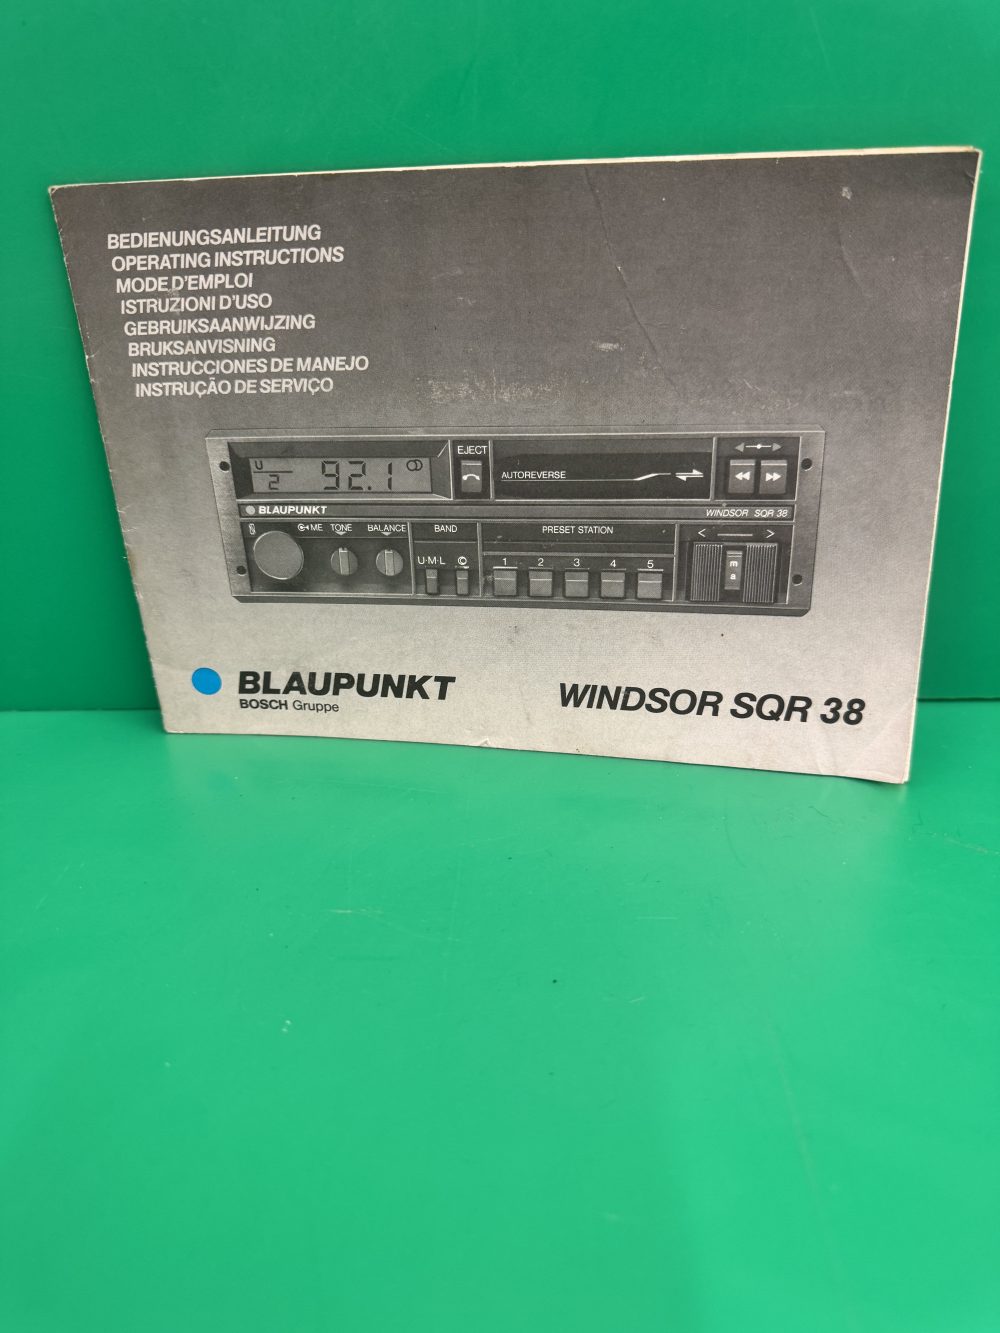 BEDIENUNGSANLEITUNG
OPERATING INSTRUCTIONS
MODE D'EMPLOI
ISTRUZIONI D'USO
GEBRUIKSAANWIJZING
BRUKSANVISNING
INSTRUCCIONES DE MANEJO
INSTRUÇÃO DE SERVIÇO
U
2
92.1
EJECT
AUTOREVERSE
BLAUPUNKT
WINDSOR SQR 38
ME TONE BALANCE
BAND
PRESET STATION
U·M·L ©
1 2 3 4 5
< >
m
a
BLAUPUNKT
BOSCH Gruppe
WINDSOR SQR 38